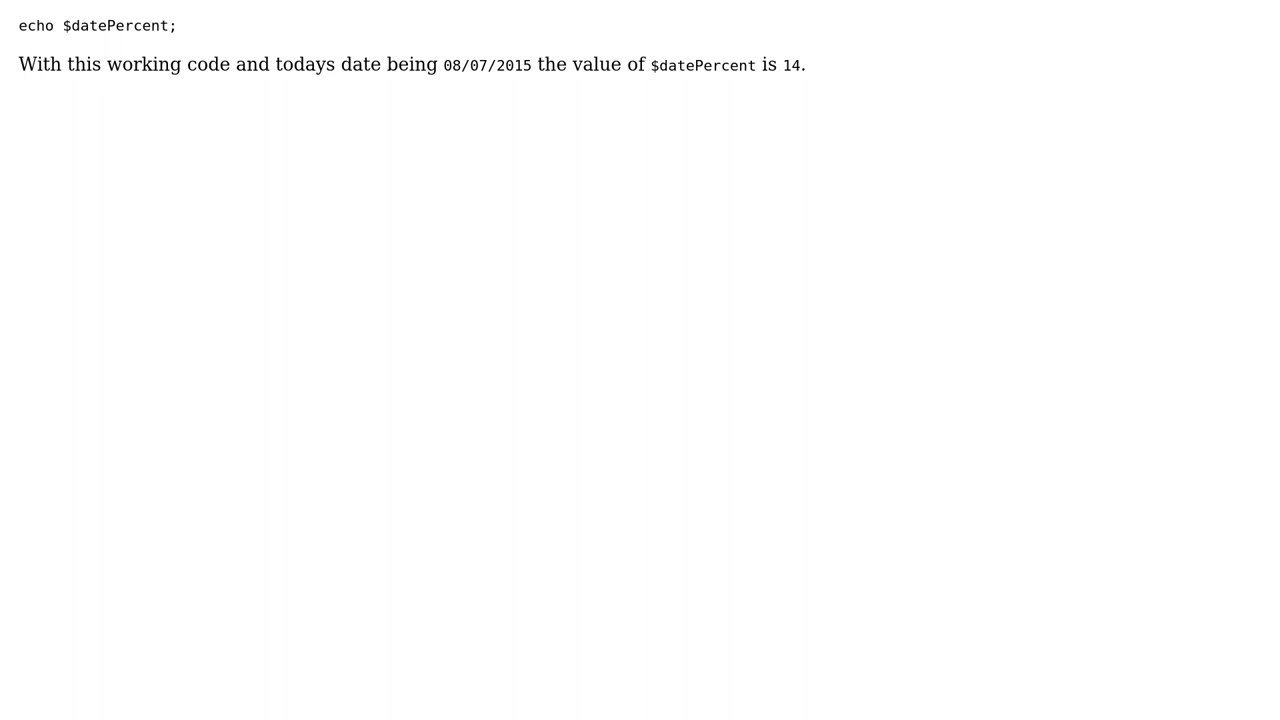 echo $datePercent;
With this working code and todays date being 08/07/2015 the value of $datePercent is 14.